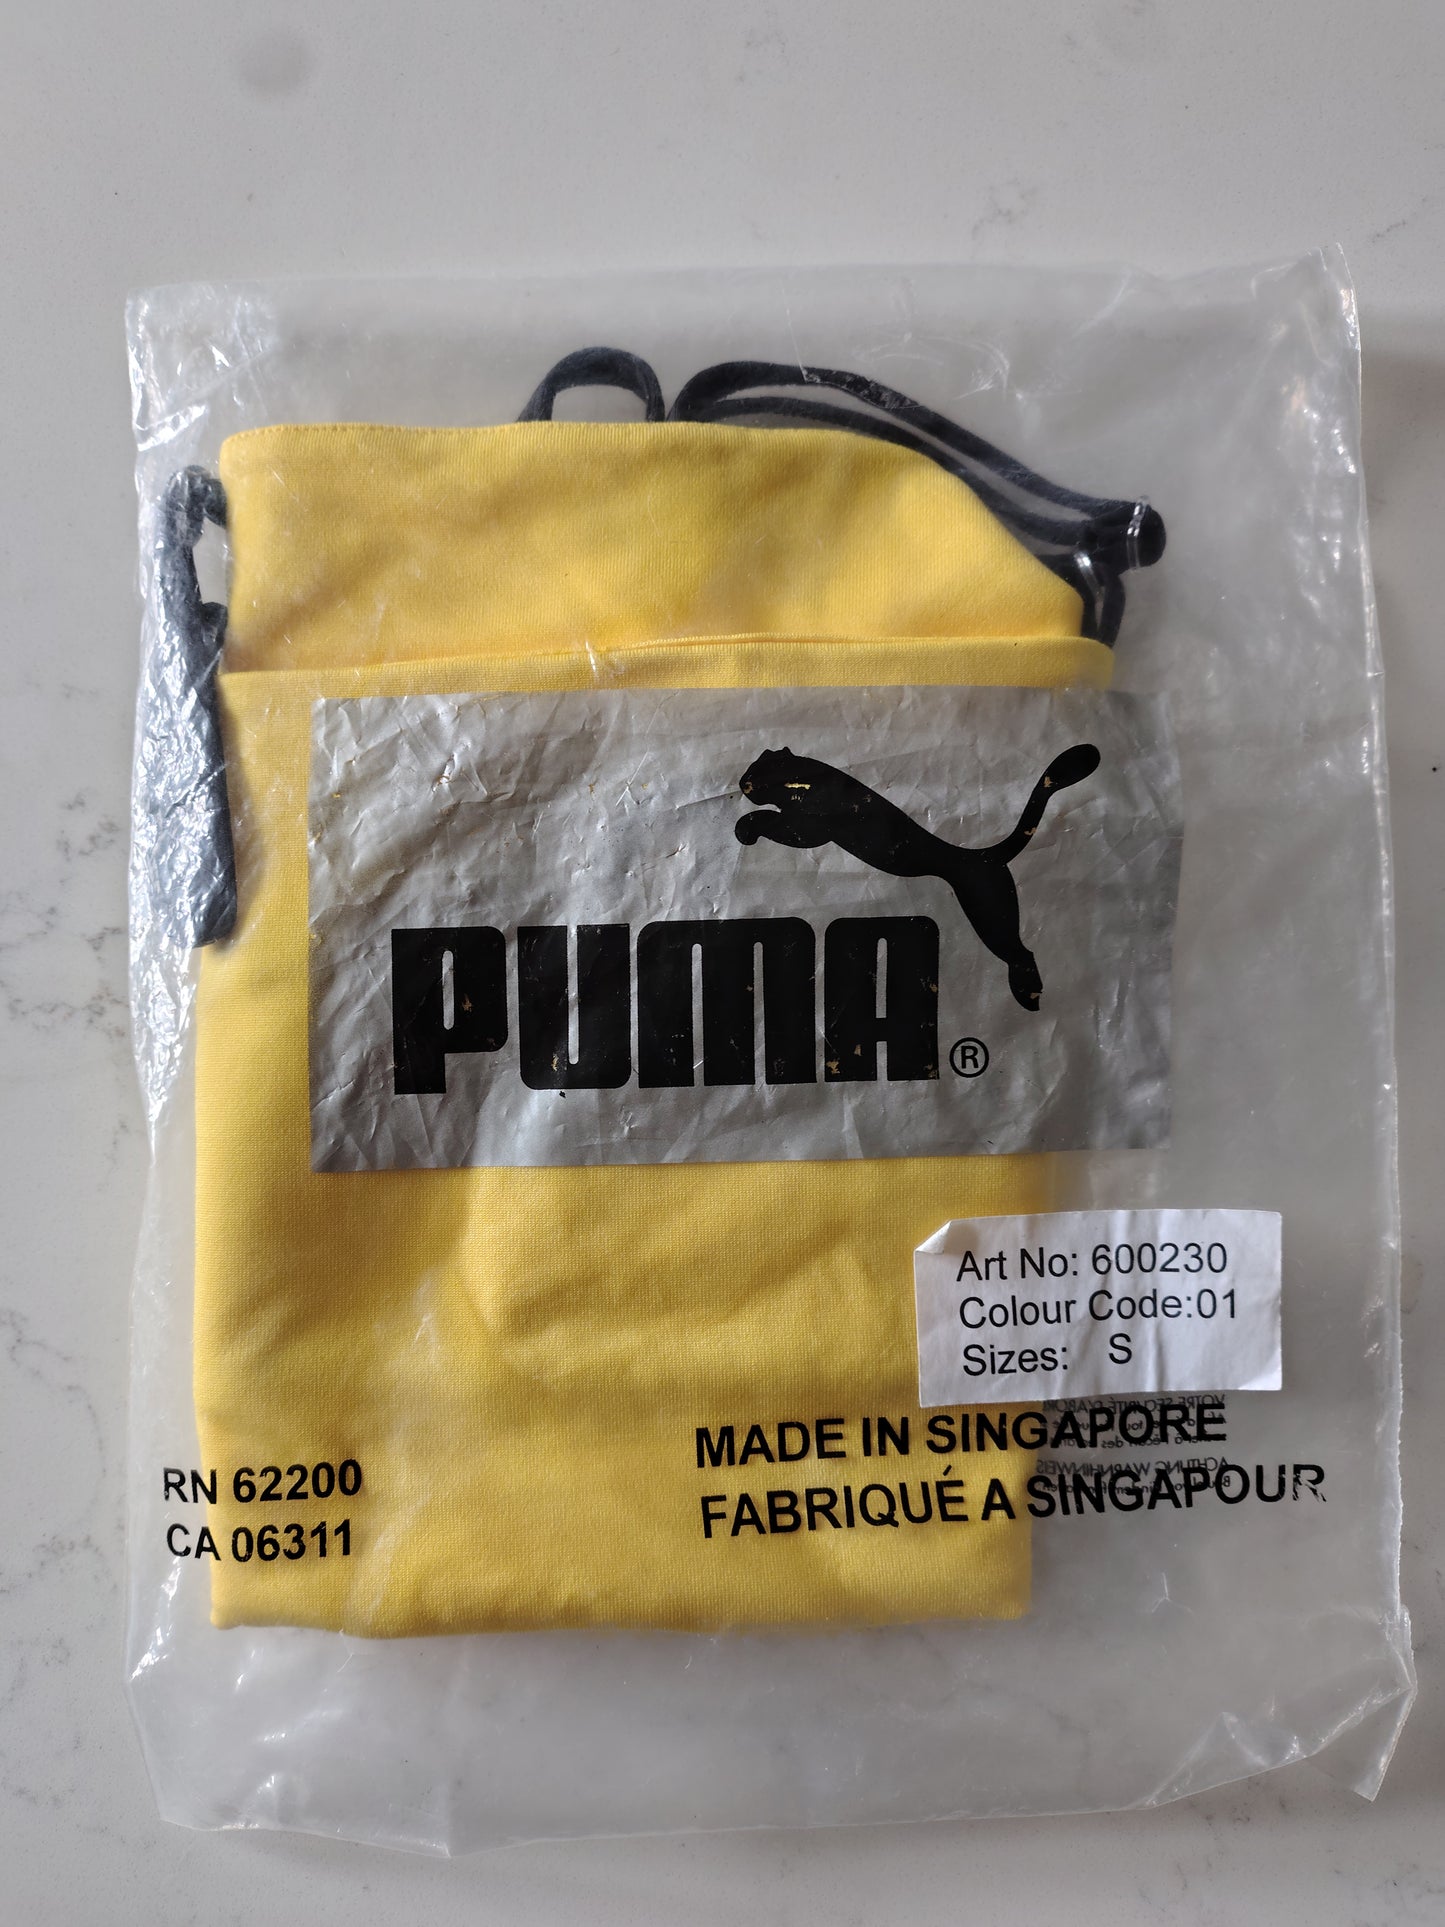 PUMA®
Art No: 600230
Colour Code:01
Sizes: S
MADE IN SINGAPORE
FABRIQUÉ A SINGAPOUR
RN 62200
CA 06311